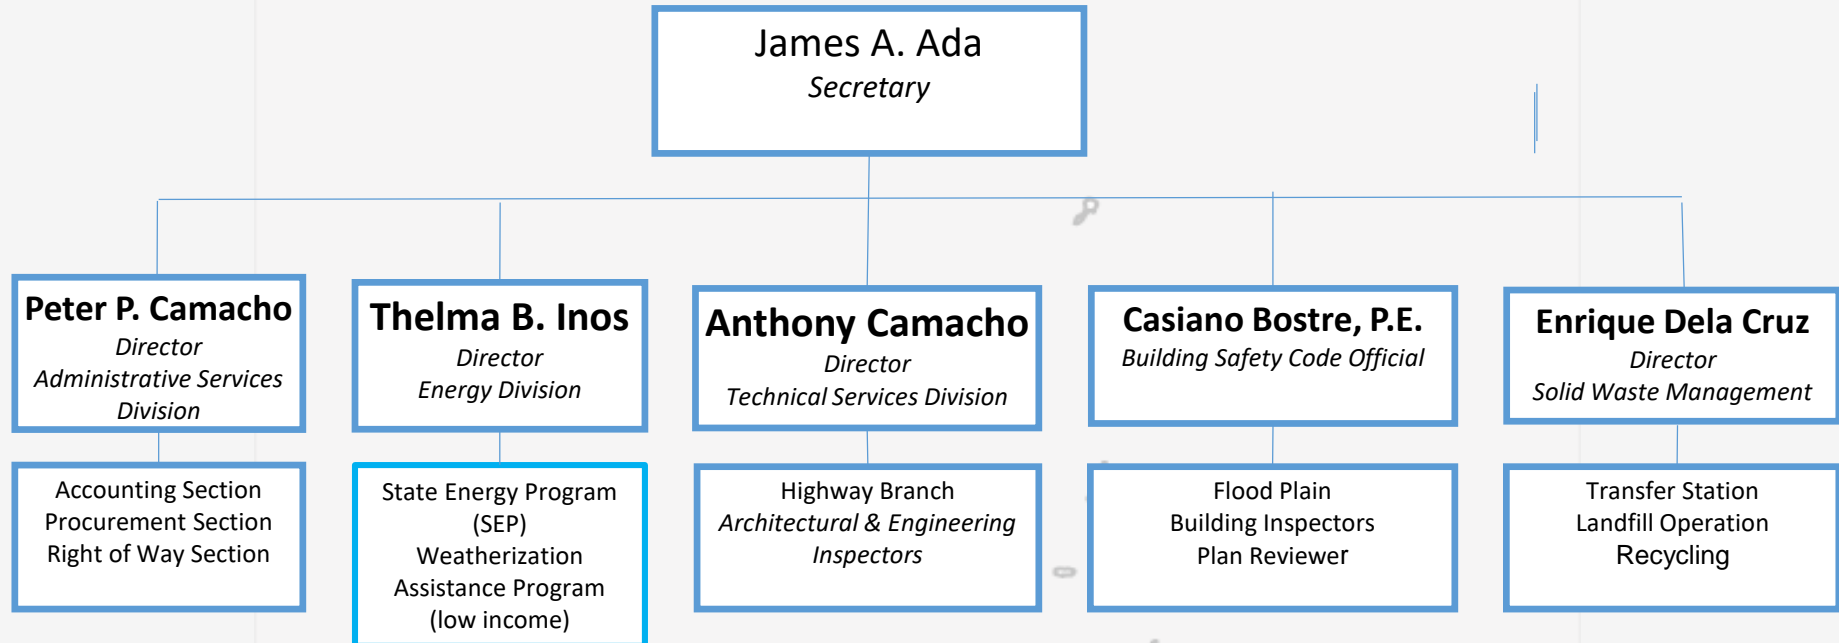 James A. Ada
Secretary
Peter P. Camacho
Director
Administrative Services
Division
Thelma B. Inos
Director
Energy Division
Anthony Camacho
Director
Technical Services Division
Casiano Bostre, P.E.
Building Safety Code Official
Enrique Dela Cruz
Director
Solid Waste Management
Accounting Section
Procurement Section
Right of Way Section
State Energy Program
(SEP)
Weatherization
Assistance Program
(low income)
Highway Branch
Architectural & Engineering
Inspectors
Flood Plain
Building Inspectors
Plan Reviewer
Transfer Station
Landfill Operation
Recycling